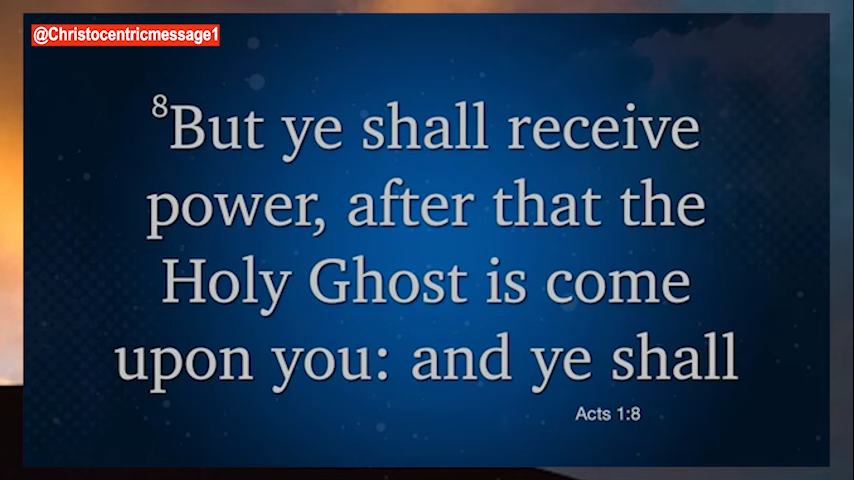 @Christocentricmessage1
8But ye shall receive
power, after that the
Holy Ghost is come
upon you: and ye shall
Acts 1:8